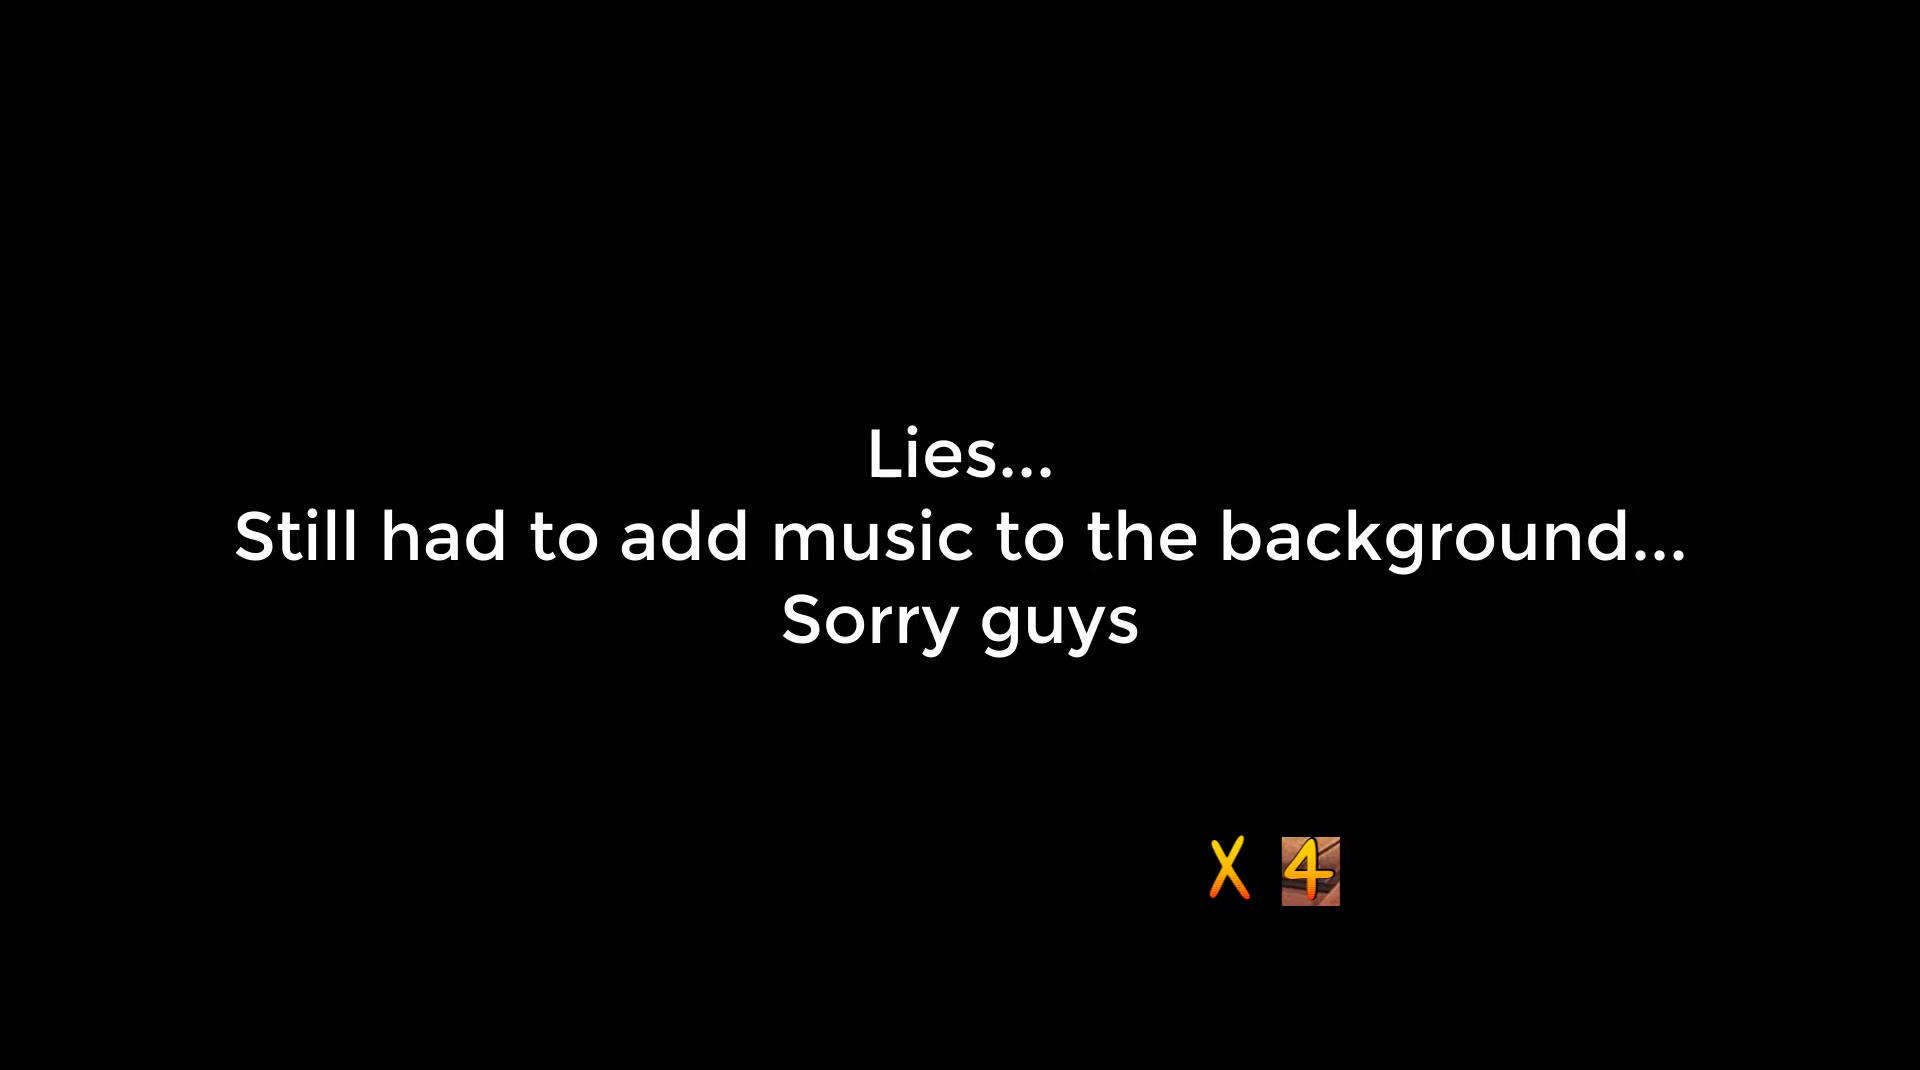 Lies...
Still had to add music to the background...
Sorry guys
X 4